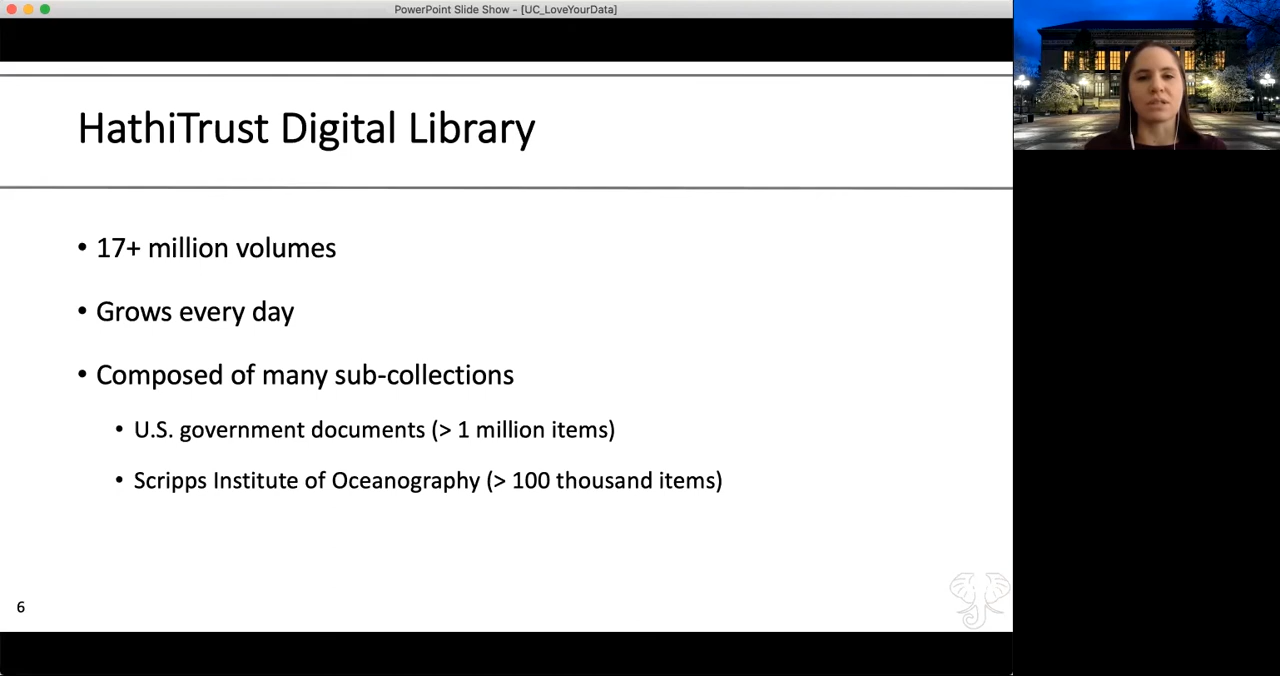 PowerPoint Slide Show - [UC_LoveYourData]
HathiTrust Digital Library
• 17+ million volumes
• Grows every day
• Composed of many sub-collections
• U.S. government documents (> 1 million items)
• Scripps Institute of Oceanography (> 100 thousand items)
6